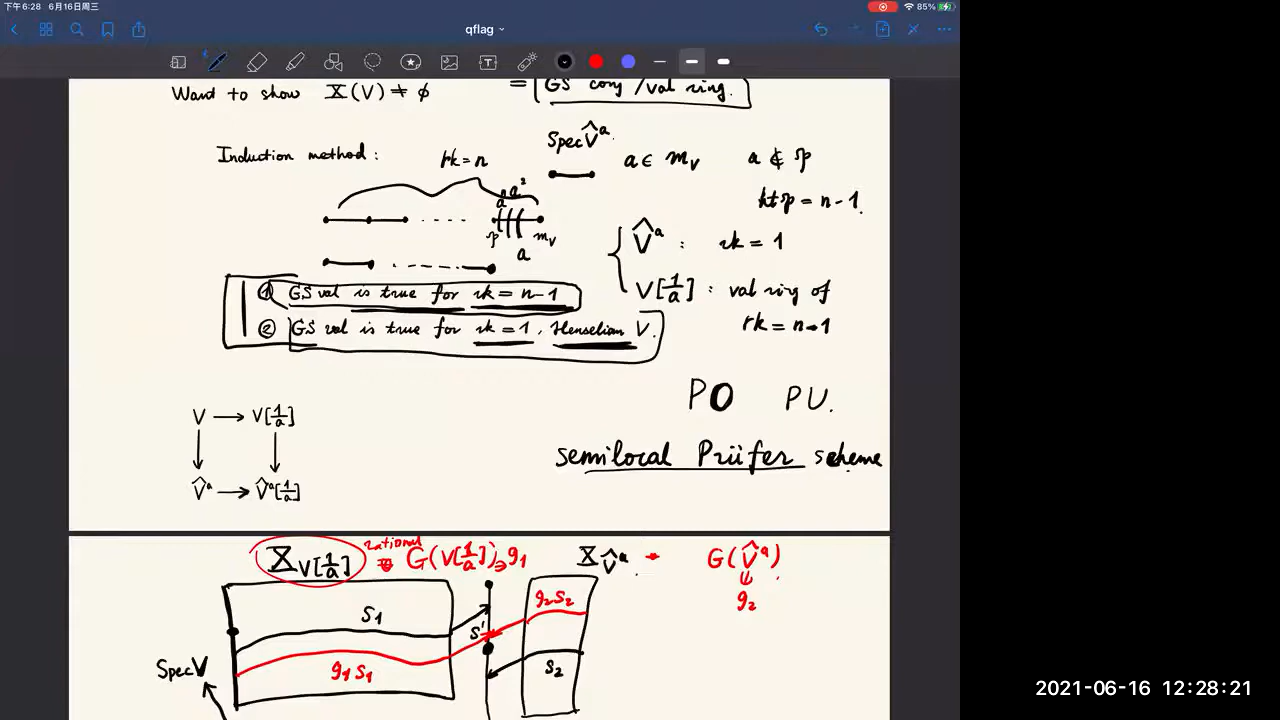 下午6:28 6月16日周三
85%
qflag
Want to show 𝕏(V) ≠ ∅ = GS conj /val ring.
Spec V̂ᵃ
Induction method: rk = n
a ∈ m_V a ∉ p
ht p = n-1.
a a²
p m_V
a
V̂ᵃ : rk = 1
V[1/a] : val ring of
rk = n-1
① GS val is true for rk = n-1
② GS val is true for rk = 1, Henselian V.
PO PU.
V → V[1/a]
↓ ↓
V̂ᵃ → V̂ᵃ[1/a]
semilocal Prüfer scheme
𝕏_V[1/a] rational G(V[1/a]) ∋ g₁ 𝕏_V̂ᵃ G(V̂ᵃ)
g₂
S₁ S' g₂S₂
Spec V g₁S₁ S₂
2021-06-16 12:28:21